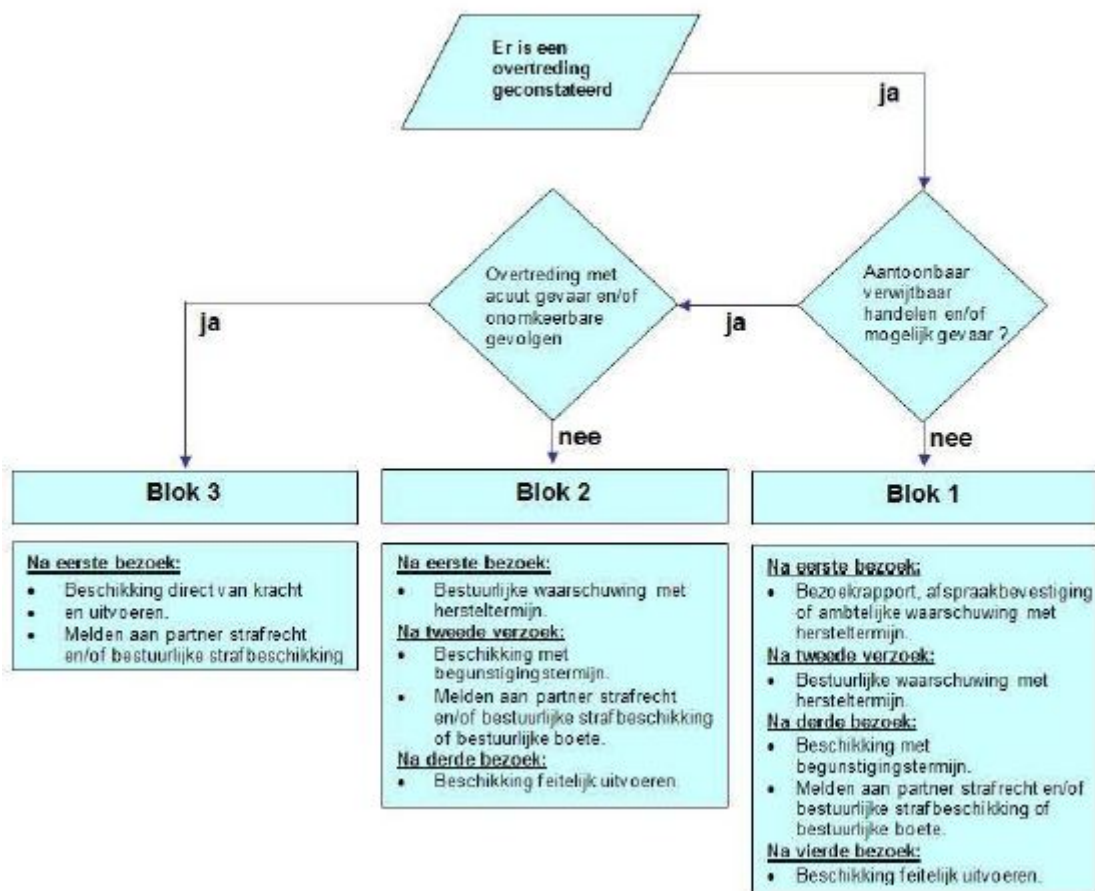 Er is een
overtreding
geconstateerd
ja
Overtreding met
acuut gevaar en/of
onomkeerbare
gevolgen
Aantoonbaar
verwijtbaar
handelen en/of
mogelijk gevaar ?
ja
ja
nee
nee
Blok 3
Blok 2
Blok 1
Na eerste bezoek:
• Beschikking direct van kracht
• en uitvoeren.
• Melden aan partner strafrecht
en/of bestuurlijke strafbeschikking
Na eerste bezoek:
• Bestuurlijke waarschuwing met
hersteltermijn.
Na tweede verzoek:
• Beschikking met
begunstigingstermijn.
• Melden aan partner strafrecht
en/of bestuurlijke strafbeschikking
of bestuurlijke boete.
Na derde bezoek:
• Beschikking feitelijk uitvoeren.
Na eerste bezoek:
• Bezoekrapport, afspraakbevestiging
of ambtelijke waarschuwing met
hersteltermijn.
Na tweede verzoek:
• Bestuurlijke waarschuwing met
hersteltermijn.
Na derde bezoek:
• Beschikking met
begunstigingstermijn.
• Melden aan partner strafrecht en/of
bestuurlijke strafbeschikking of
bestuurlijke boete.
Na vierde bezoek:
• Beschikking feitelijk uitvoeren.